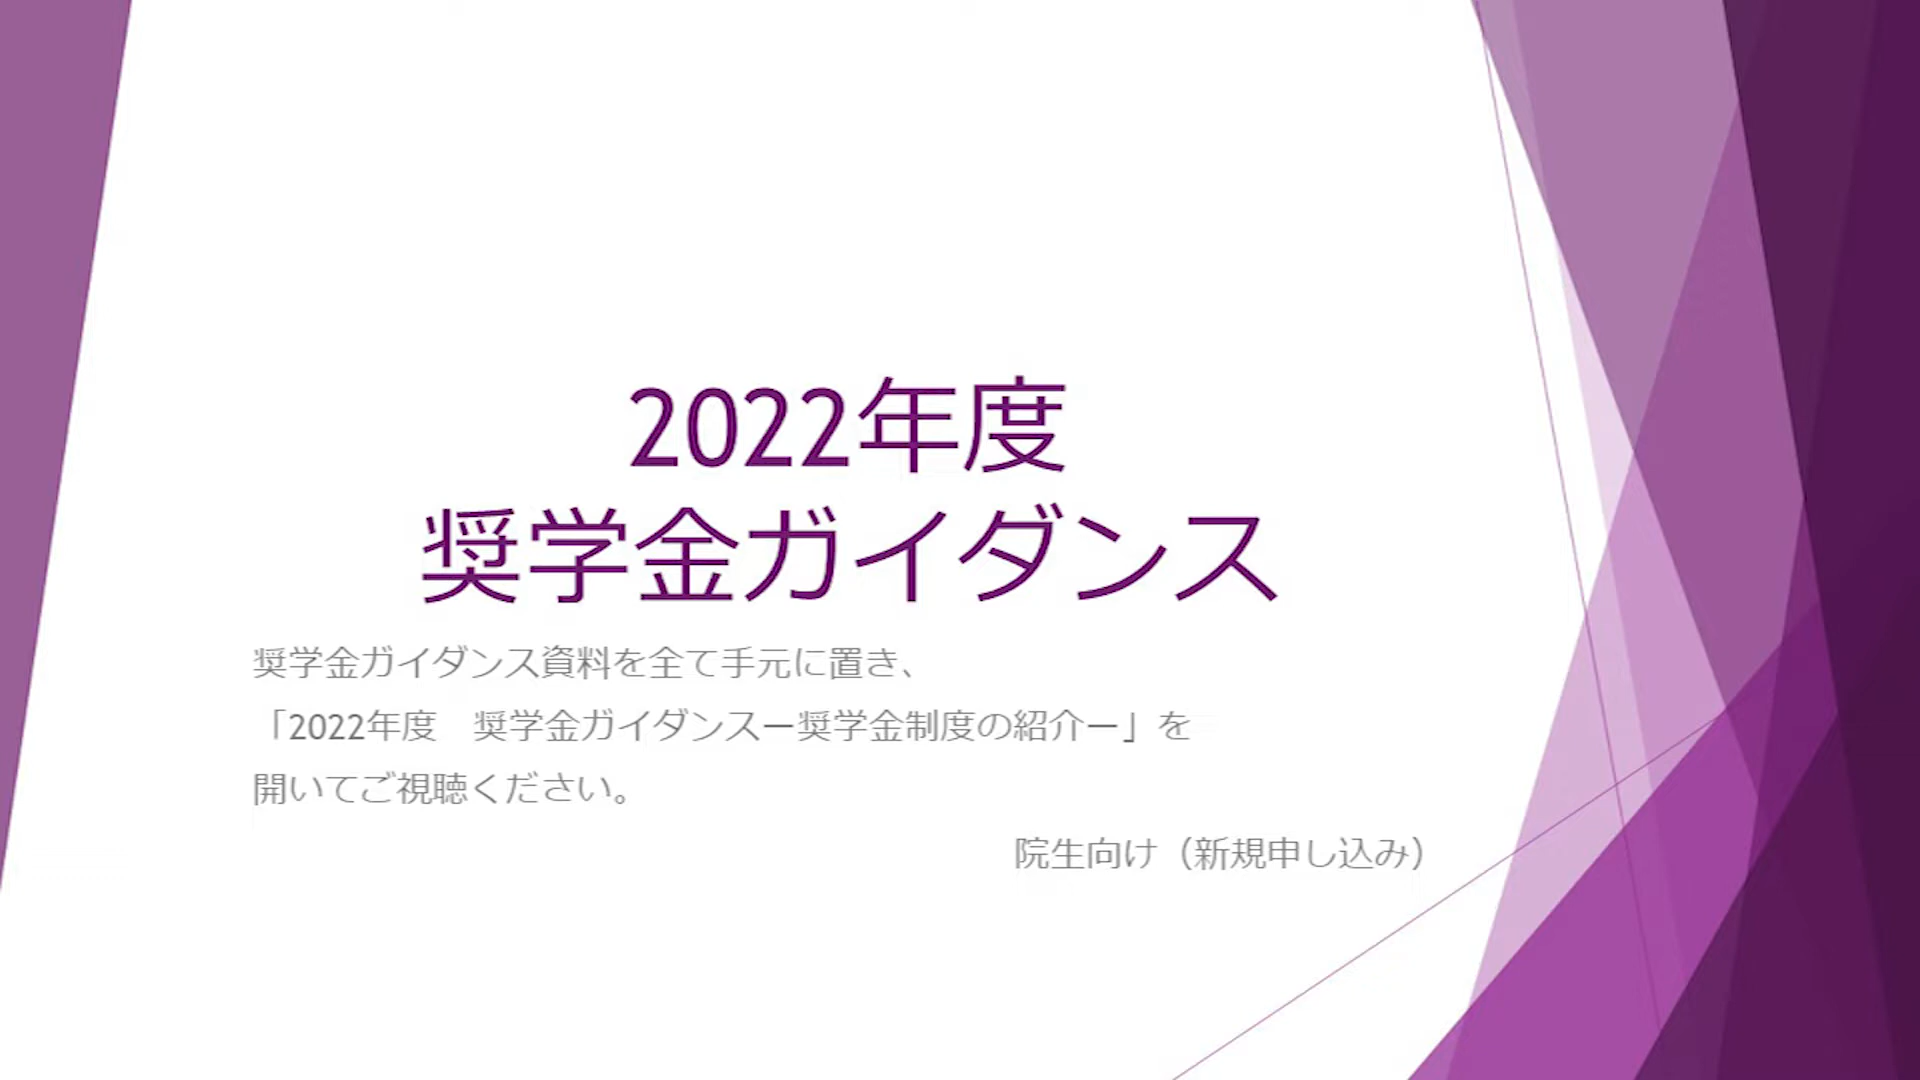 2022年度
奨学金ガイダンス
奨学金ガイダンス資料を全て手元に置き、
「2022年度　奨学金ガイダンスー奨学金制度の紹介ー」を
開いてご視聴ください。
院生向け（新規申し込み）